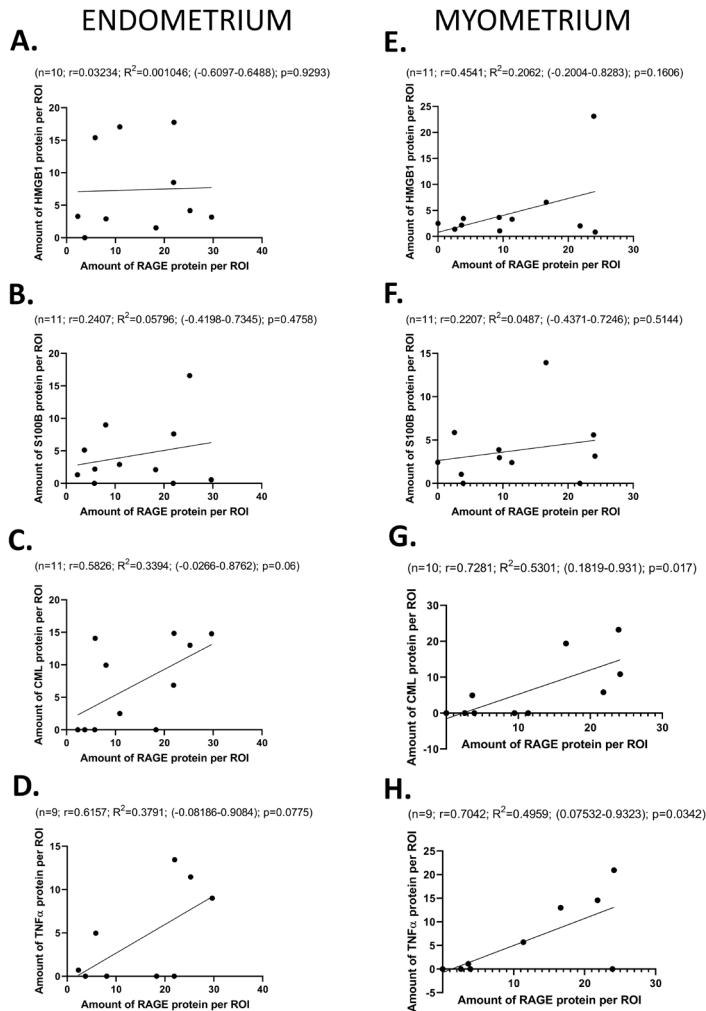 ENDOMETRIUM
MYOMETRIUM
A.
(n=10; r=0.03234; R2=0.001046; (-0.6097-0.6488); p=0.9293)
Amount of HMGB1 protein per ROI
20
15
10
5
0
0 10 20 30 40
Amount of RAGE protein per ROI
E.
(n=11; r=0.4541; R2=0.2062; (-0.2004-0.8283); p=0.1606)
Amount of HMGB1 protein per ROI
25
20
15
10
5
0
0 10 20 30
Amount of RAGE protein per ROI
B.
(n=11; r=0.2407; R2=0.05796; (-0.4198-0.7345); p=0.4758)
Amount of S100B protein per ROI
20
15
10
5
0
0 10 20 30 40
Amount of RAGE protein per ROI
F.
(n=11; r=0.2207; R2=0.0487; (-0.4371-0.7246); p=0.5144)
Amount of S100B protein per ROI
15
10
5
0
0 10 20 30
Amount of RAGE protein per ROI
C.
(n=11; r=0.5826; R2=0.3394; (-0.0266-0.8762); p=0.06)
Amount of CML protein per ROI
20
15
10
5
0
0 10 20 30 40
Amount of RAGE protein per ROI
G.
(n=10; r=0.7281; R2=0.5301; (0.1819-0.931); p=0.017)
Amount of CML protein per ROI
30
20
10
0
-10
0 10 20 30
Amount of RAGE protein per ROI
D.
(n=9; r=0.6157; R2=0.3791; (-0.08186-0.9084); p=0.0775)
Amount of TNFα protein per ROI
15
10
5
0
0 10 20 30 40
Amount of RAGE protein per ROI
H.
(n=9; r=0.7042; R2=0.4959; (0.07532-0.9323); p=0.0342)
Amount of TNFα protein per ROI
25
20
15
10
5
0
-5
0 10 20 30
Amount of RAGE protein per ROI